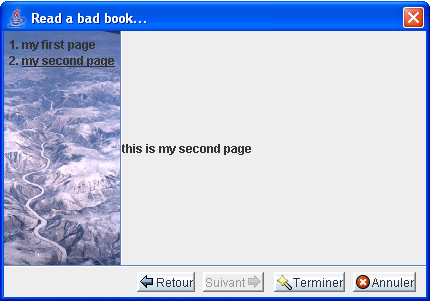 Read a bad book...
1. my first page
2. my second page
this is my second page
Retour Suivant Terminer Annuler